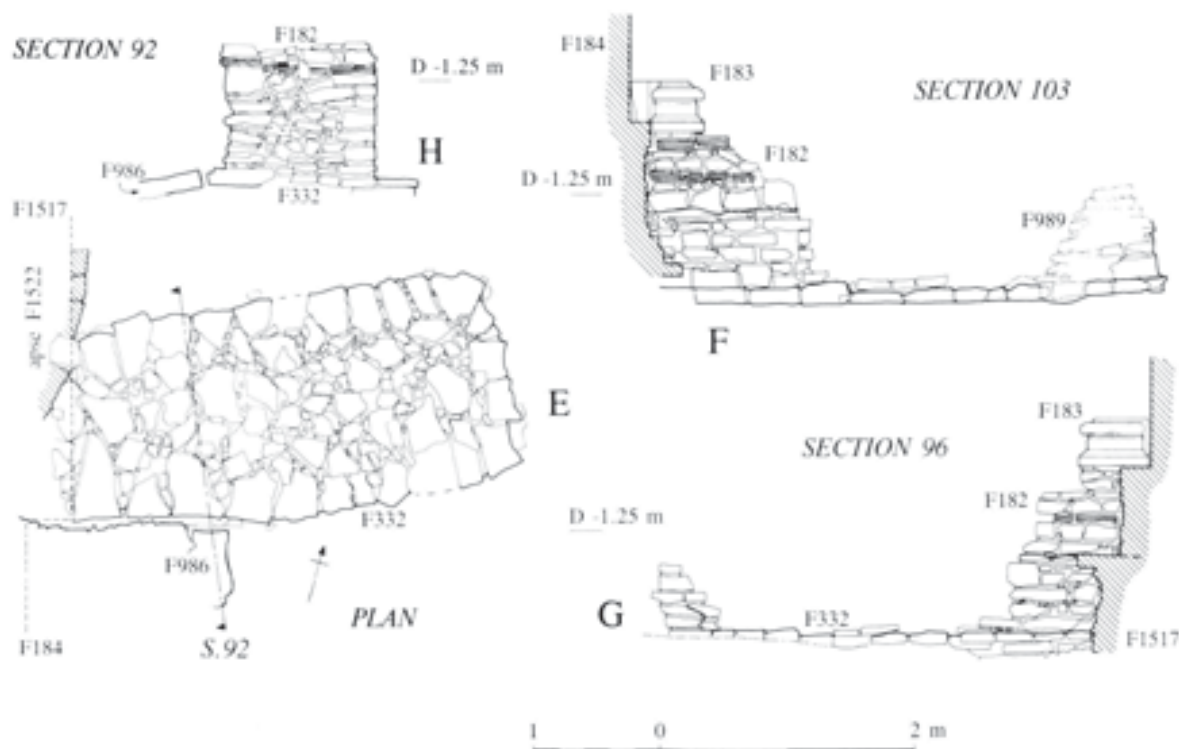 SECTION 92
F182
D -1.25 m
H
F986
F332
F184
F183
SECTION 103
F182
D -1.25 m
F989
F
F1517
apse F1522
E
F332
F986
PLAN
F184
S.92
F183
SECTION 96
F182
D -1.25 m
G
F332
F1517
1 0 2 m